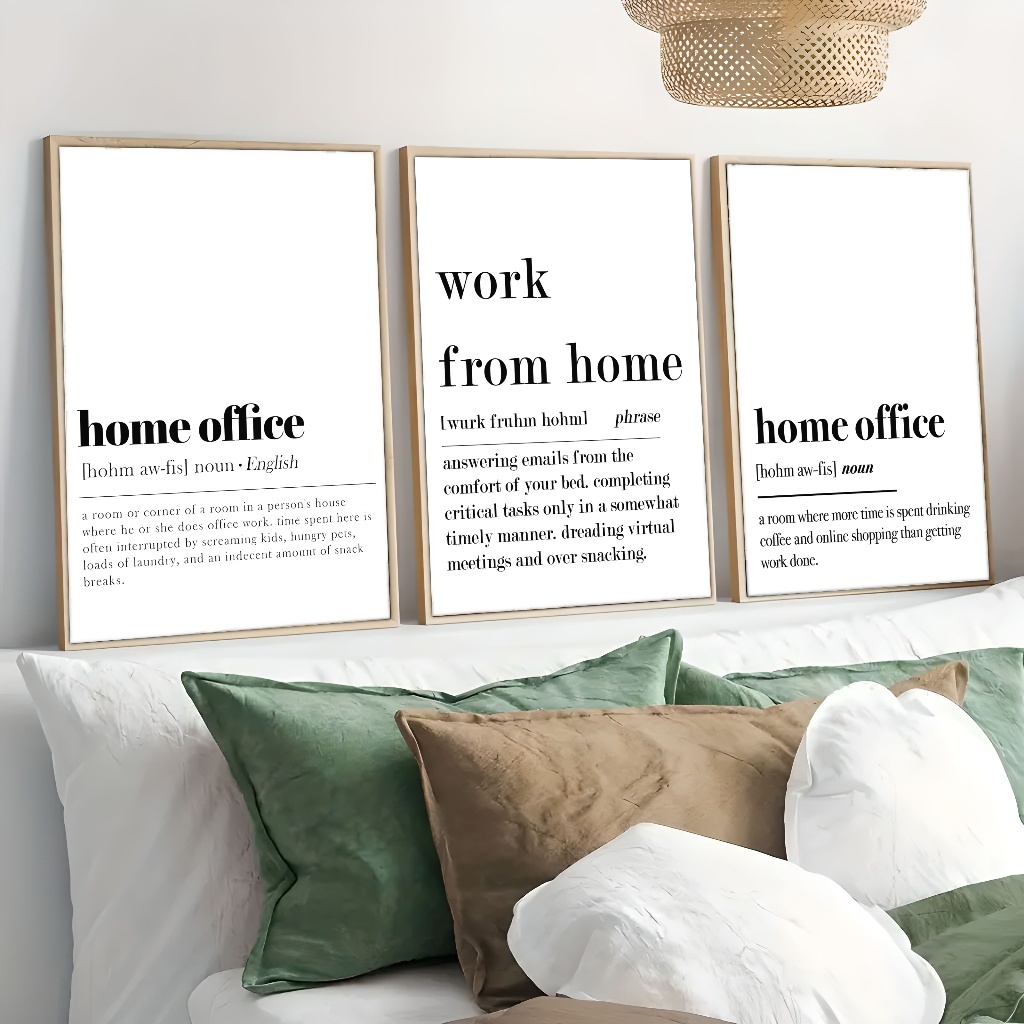 home office
[hohm aw-fis] noun • English
a room or corner of a room in a person's house
where he or she does office work. time spent here is
often interrupted by screaming kids, hungry pets,
loads of laundry, and an indecent amount of snack
breaks.
work
from home
[wurk fruhm hohm] phrase
answering emails from the
comfort of your bed. completing
critical tasks only in a somewhat
timely manner. dreading virtual
meetings and over snacking.
home office
[hohm aw-fis] noun
a room where more time is spent drinking
coffee and online shopping than getting
work done.